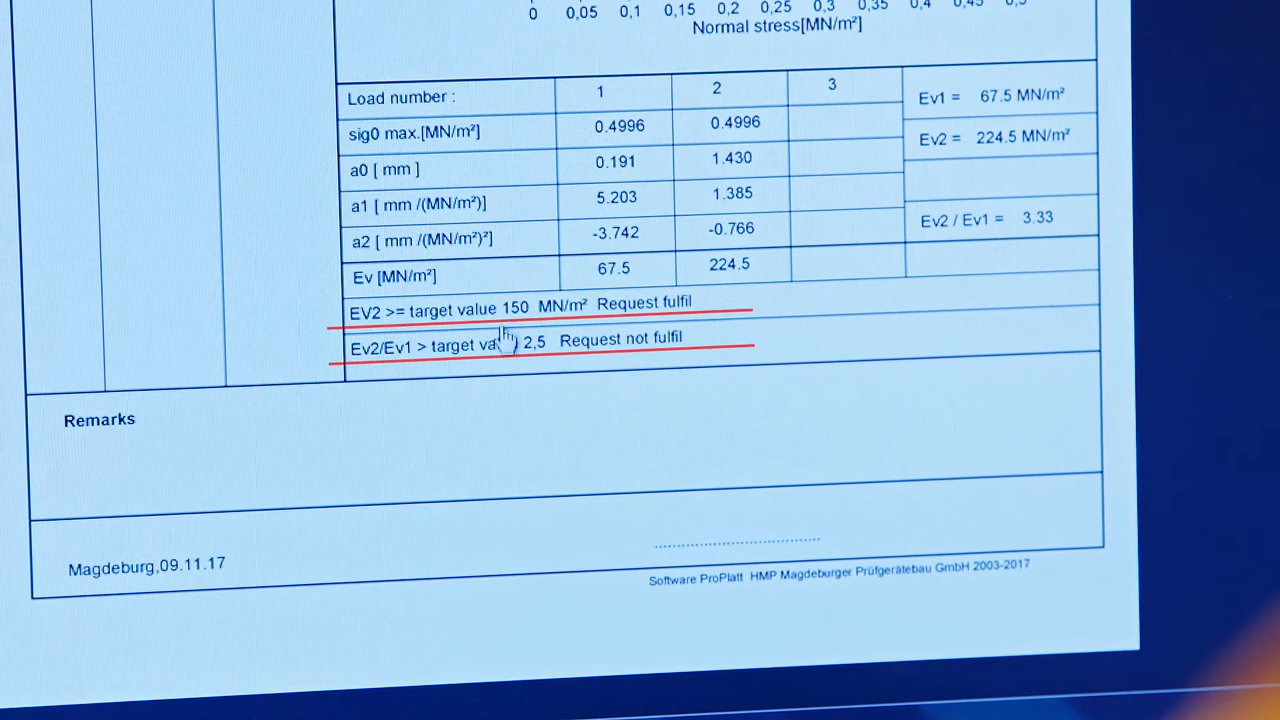 0 0,05 0,1 0,15 0,2 0,25 0,3 0,35 0,4 0,45 0,5
Normal stress[MN/m²]
Load number : 1 2 3
sig0 max.[MN/m²] 0.4996 0.4996
a0 [ mm ] 0.191 1.430
a1 [ mm /(MN/m²)] 5.203 1.385
a2 [ mm /(MN/m²)²] -3.742 -0.766
Ev [MN/m²] 67.5 224.5
Ev1 = 67.5 MN/m²
Ev2 = 224.5 MN/m²
Ev2 / Ev1 = 3.33
EV2 >= target value 150 MN/m² Request fulfil
Ev2/Ev1 > target 2,5 Request not fulfil
Remarks
Magdeburg,09.11.17
Software ProPlatt HMP Magdeburger Prüfgerätebau GmbH 2003-2017